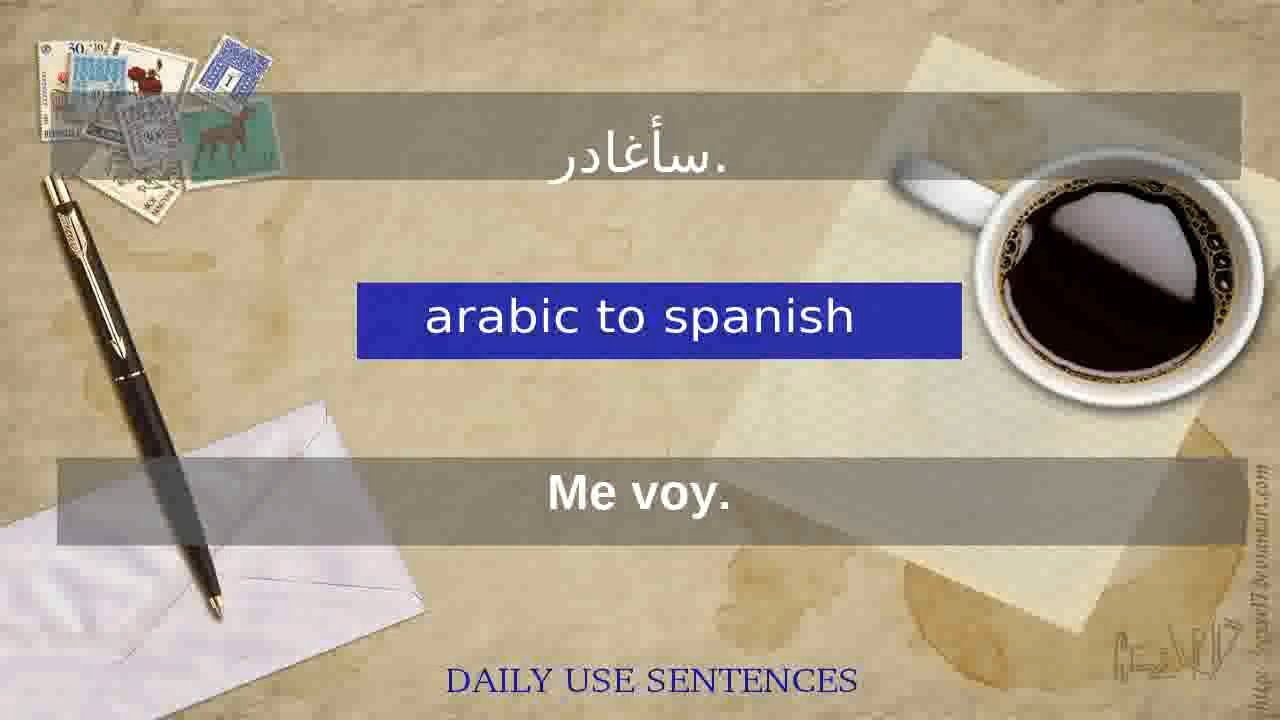 سأغادر.
arabic to spanish
Me voy.
DAILY USE SENTENCES